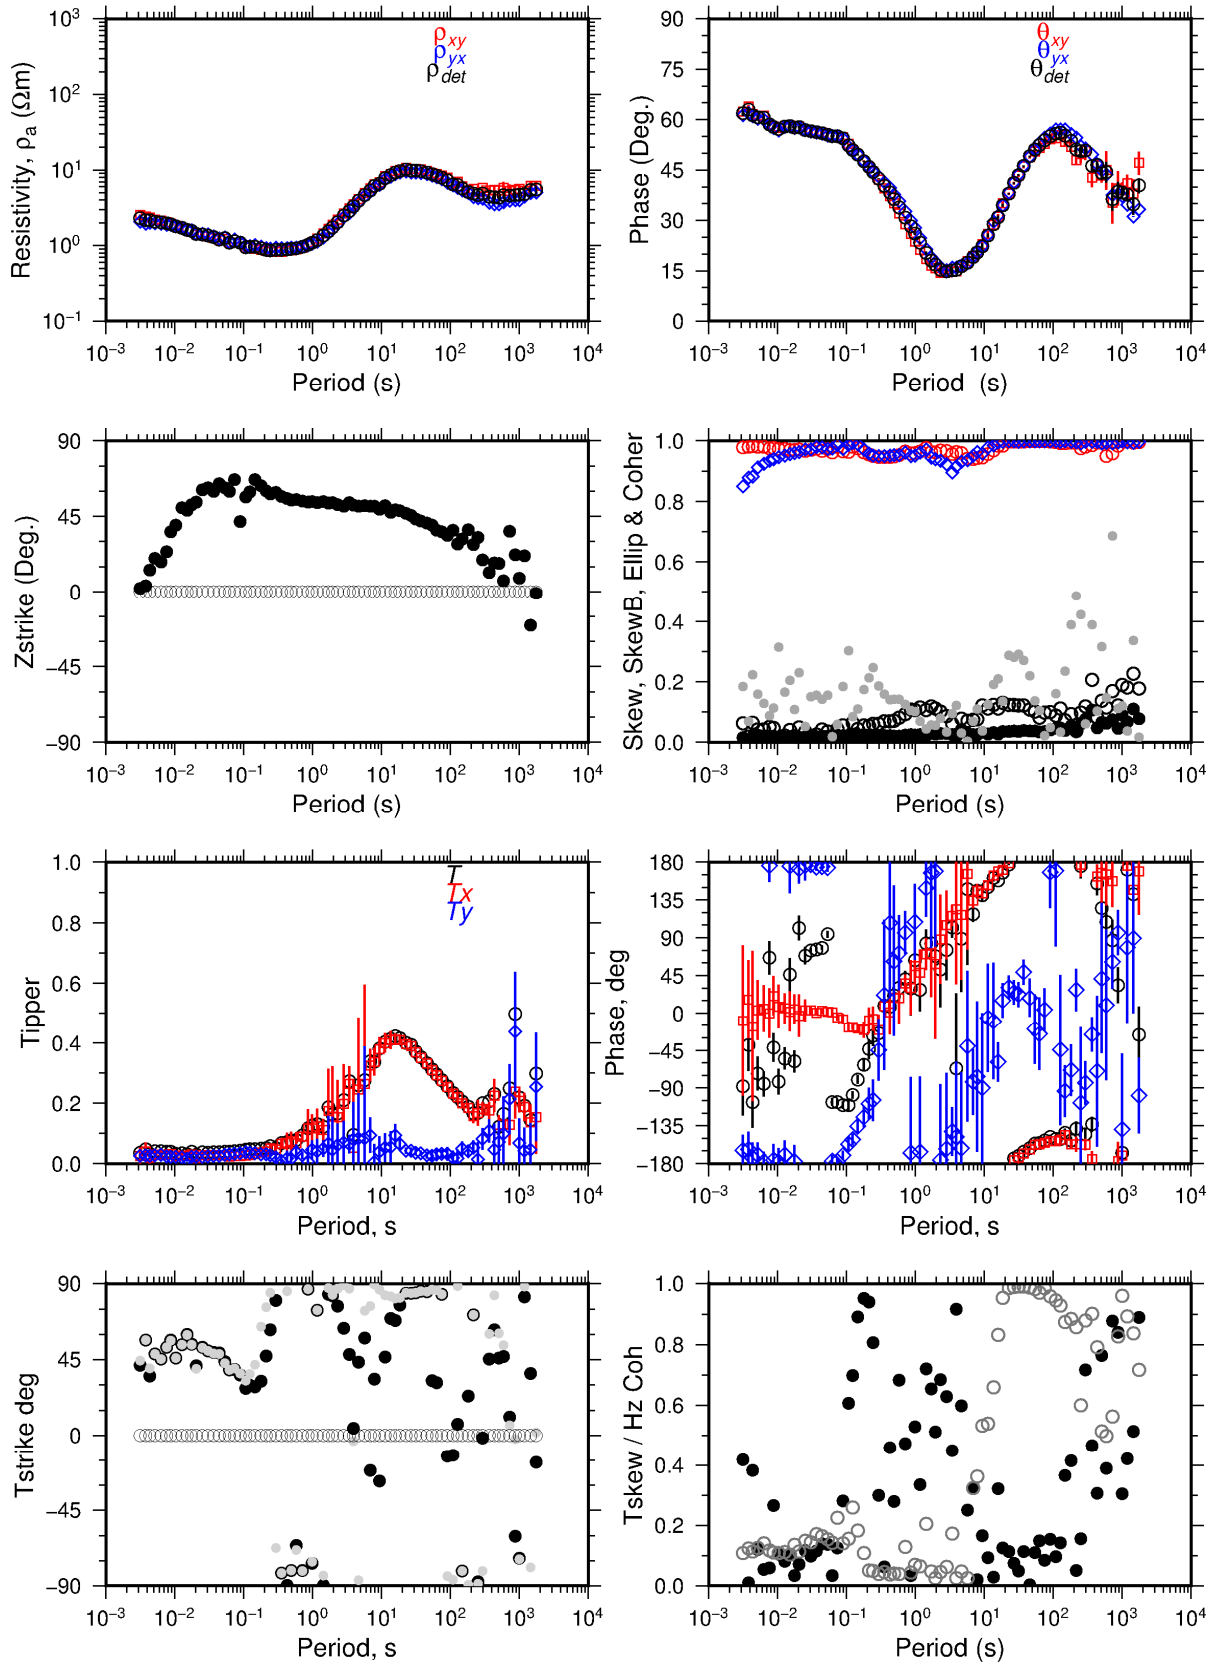 Resistivity, ρa (Ωm)
10³
10²
10¹
10⁰
10⁻¹
ρxy
ρyx
ρdet
10⁻³ 10⁻² 10⁻¹ 10⁰ 10¹ 10² 10³ 10⁴
Period (s)
Phase (Deg.)
90
75
60
45
30
15
0
θxy
θyx
θdet
10⁻³ 10⁻² 10⁻¹ 10⁰ 10¹ 10² 10³ 10⁴
Period (s)
Zstrike (Deg.)
90
45
0
−45
−90
10⁻³ 10⁻² 10⁻¹ 10⁰ 10¹ 10² 10³ 10⁴
Period (s)
Skew, SkewB, Ellip & Coher
1.0
0.8
0.6
0.4
0.2
0.0
10⁻³ 10⁻² 10⁻¹ 10⁰ 10¹ 10² 10³ 10⁴
Period (s)
Tipper
1.0
0.8
0.6
0.4
0.2
0.0
T
Tx
Ty
10⁻³ 10⁻² 10⁻¹ 10⁰ 10¹ 10² 10³ 10⁴
Period, s
Phase, deg
180
135
90
45
0
−45
−90
−135
−180
10⁻³ 10⁻² 10⁻¹ 10⁰ 10¹ 10² 10³ 10⁴
Period, s
Tstrike deg
90
45
0
−45
−90
10⁻³ 10⁻² 10⁻¹ 10⁰ 10¹ 10² 10³ 10⁴
Period, s
Tskew / Hz Coh
1.0
0.8
0.6
0.4
0.2
0.0
10⁻³ 10⁻² 10⁻¹ 10⁰ 10¹ 10² 10³ 10⁴
Period (s)